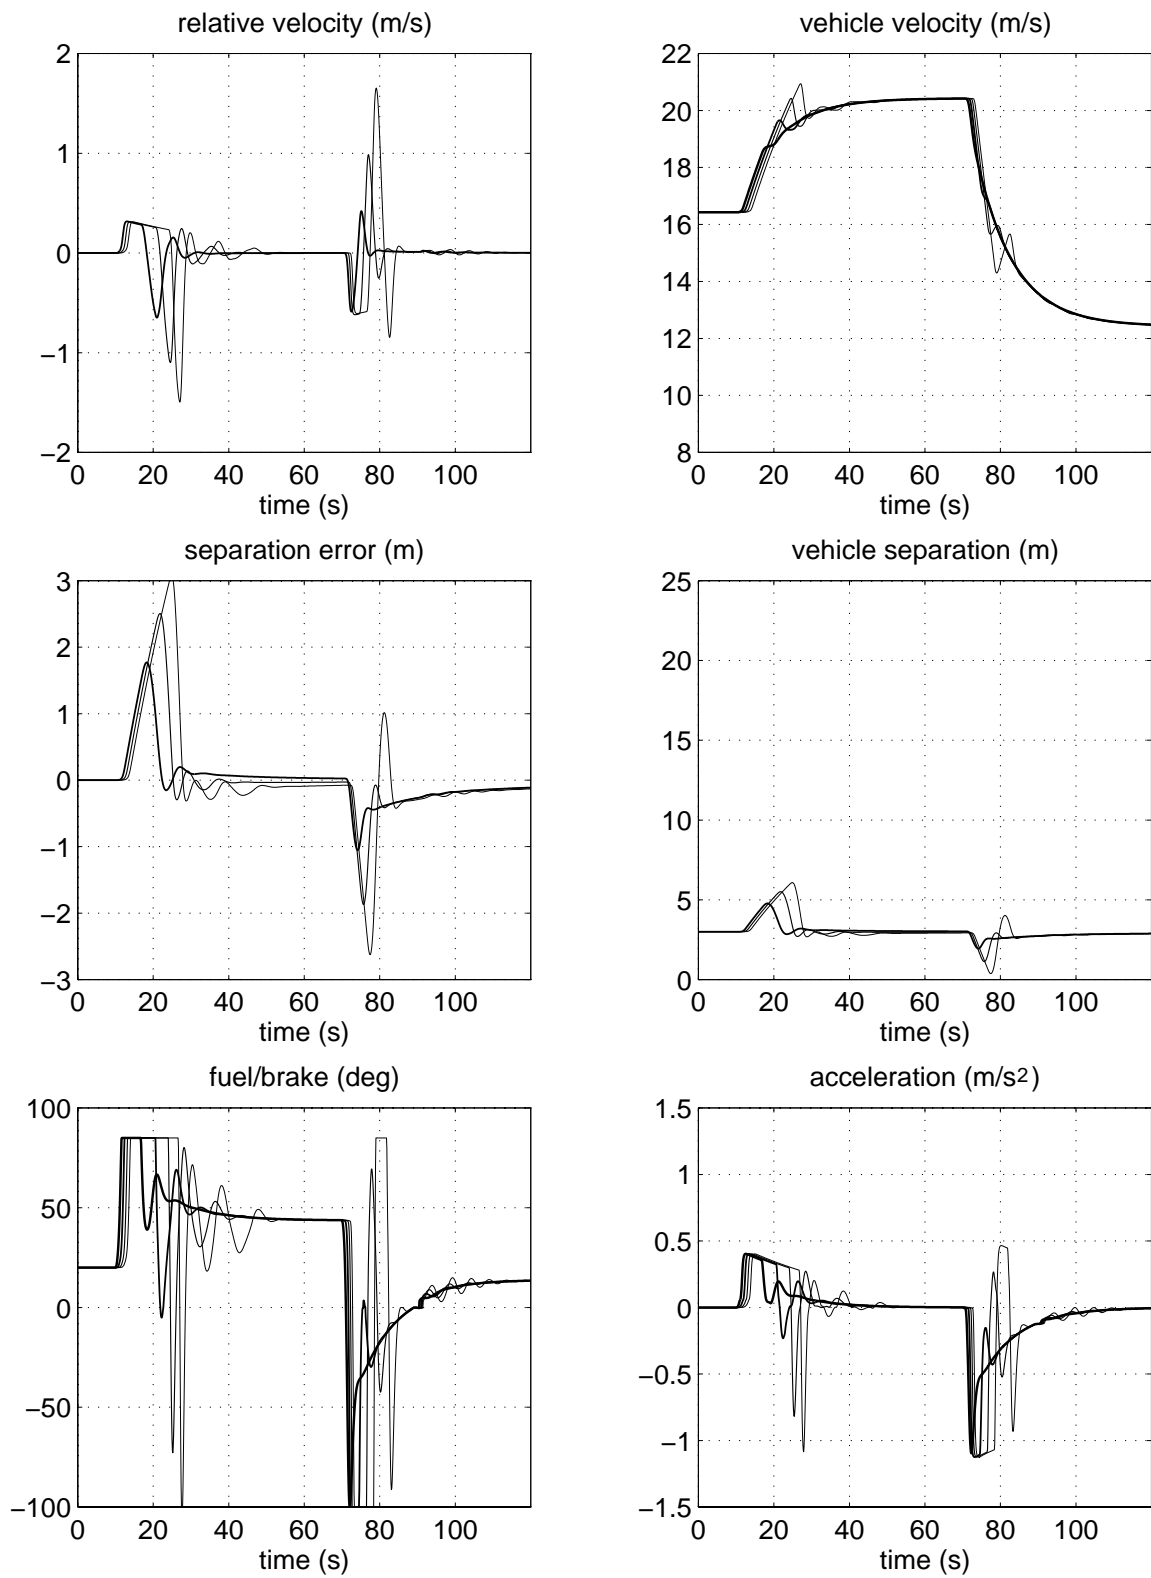 relative velocity (m/s)
2
1
0
−1
−2
0 20 40 60 80 100
time (s)
vehicle velocity (m/s)
22
20
18
16
14
12
10
8
0 20 40 60 80 100
time (s)
separation error (m)
3
2
1
0
−1
−2
−3
0 20 40 60 80 100
time (s)
vehicle separation (m)
25
20
15
10
5
0
0 20 40 60 80 100
time (s)
fuel/brake (deg)
100
50
0
−50
−100
0 20 40 60 80 100
time (s)
acceleration (m/s2)
1.5
1
0.5
0
−0.5
−1
−1.5
0 20 40 60 80 100
time (s)